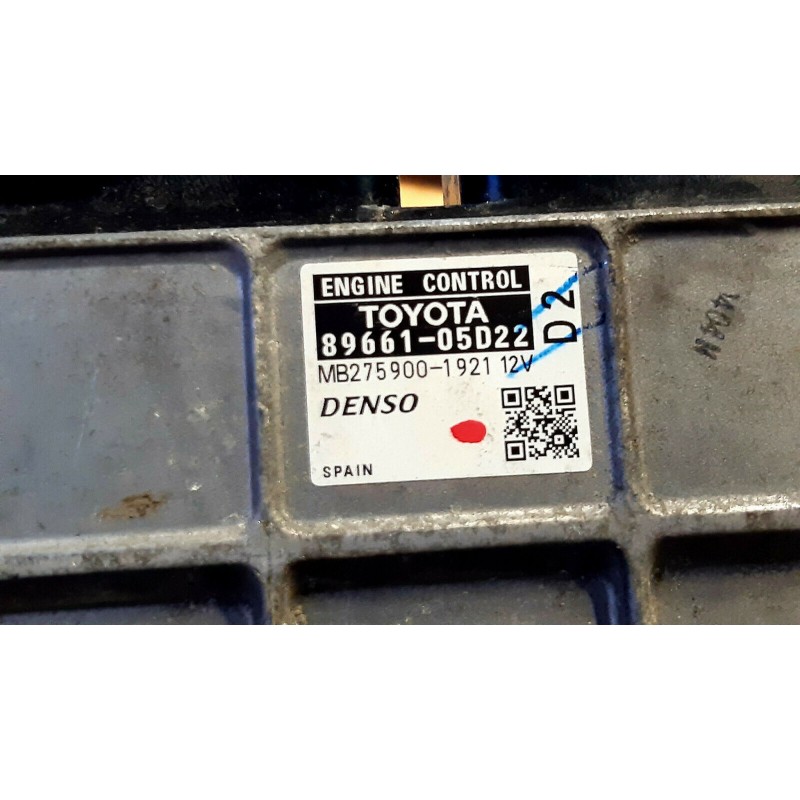 ENGINE CONTROL
TOYOTA
89661-05D22
D2
MB275900-1921 12V
DENSO
SPAIN